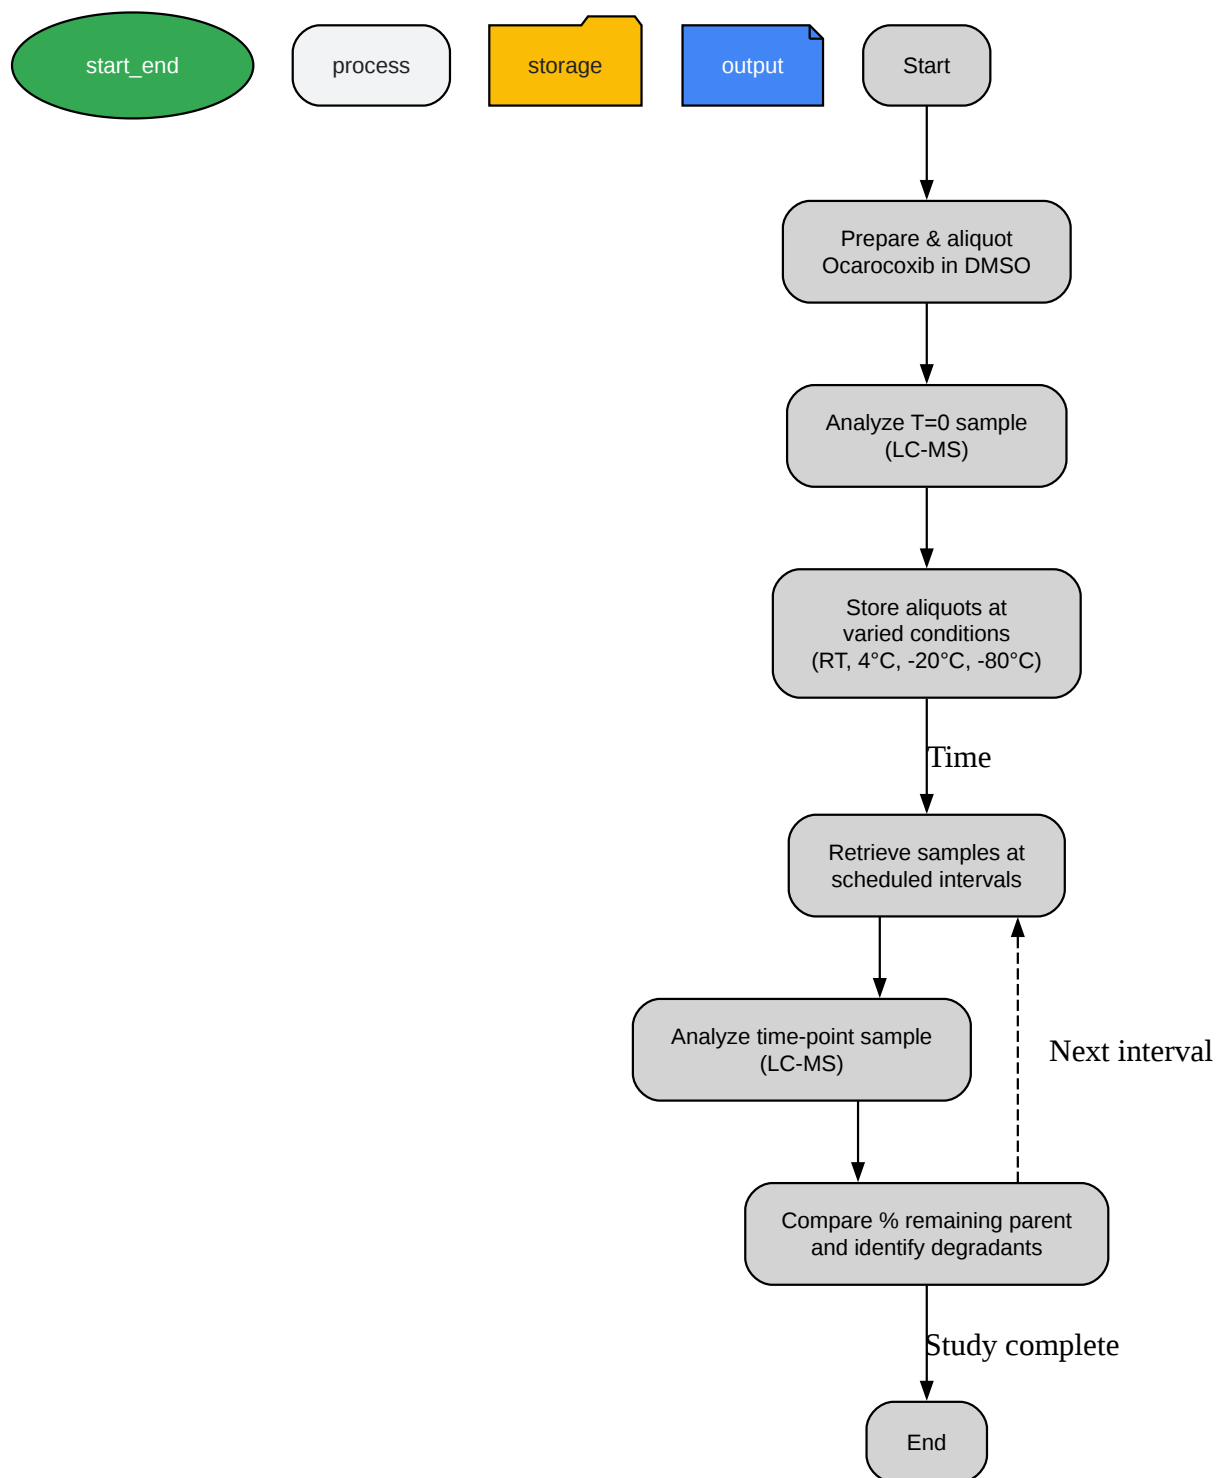 start_end
process
storage
output
Start
Prepare & aliquot
Ocarocoxib in DMSO
Analyze T=0 sample
(LC-MS)
Store aliquots at
varied conditions
(RT, 4°C, -20°C, -80°C)
Time
Retrieve samples at
scheduled intervals
Analyze time-point sample
(LC-MS)
Next interval
Compare % remaining parent
and identify degradants
Study complete
End